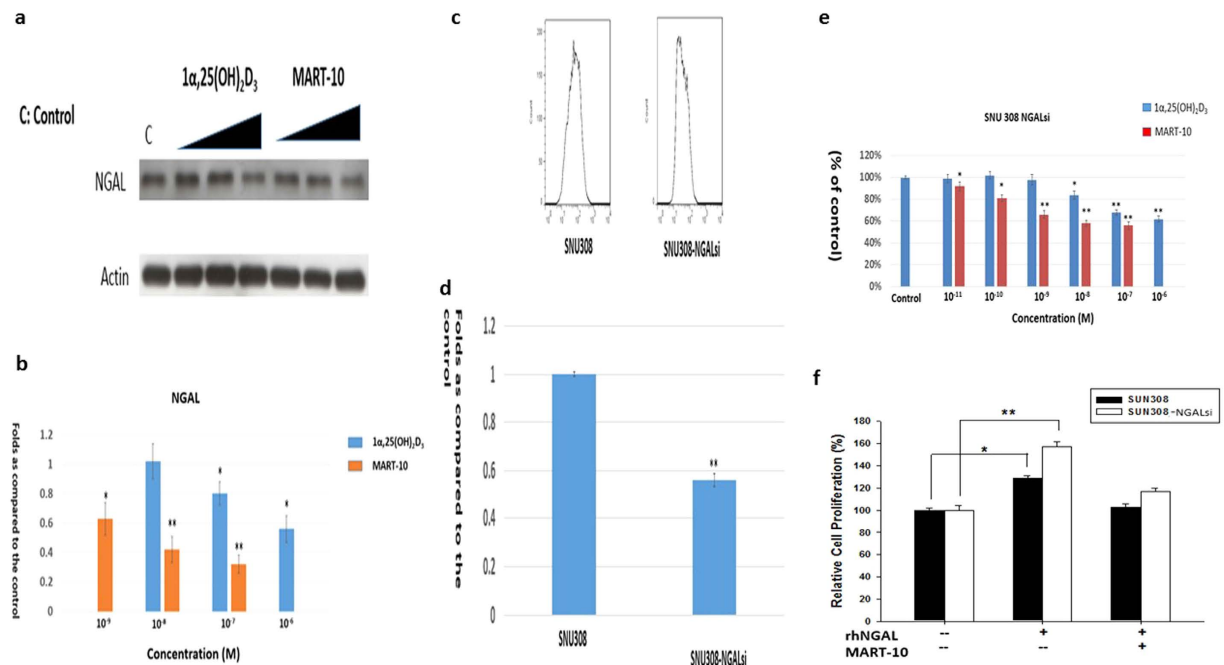 a
1α,25(OH)₂D₃ MART-10
C: Control
C
NGAL
Actin
b
NGAL
Folds as compared to the control
1.2
1
0.8
0.6
0.4
0.2
0
1α,25(OH)₂D₃
MART-10
*
**
*
**
*
10⁻⁹ 10⁻⁸ 10⁻⁷ 10⁻⁶
Concentration (M)
c
SNU308 SNU308-NGALsi
d
Folds as compared to the
control
1.2
1
0.8
0.6
0.4
0.2
0
**
SNU308 SNU308-NGALsi
e
SNU 308 NGALsi
1α,25(OH)₂D₃
MART-10
(% of control)
120%
100%
80%
60%
40%
20%
0%
*
*
**
*
**
**
**
**
Control 10⁻¹¹ 10⁻¹⁰ 10⁻⁹ 10⁻⁸ 10⁻⁷ 10⁻⁶
Concentration (M)
f
SUN308
SUN308-NGALsi
Relative Cell Proliferation (%)
180
160
140
120
100
80
60
40
20
0
**
*
rhNGAL -- + +
MART-10 -- -- +